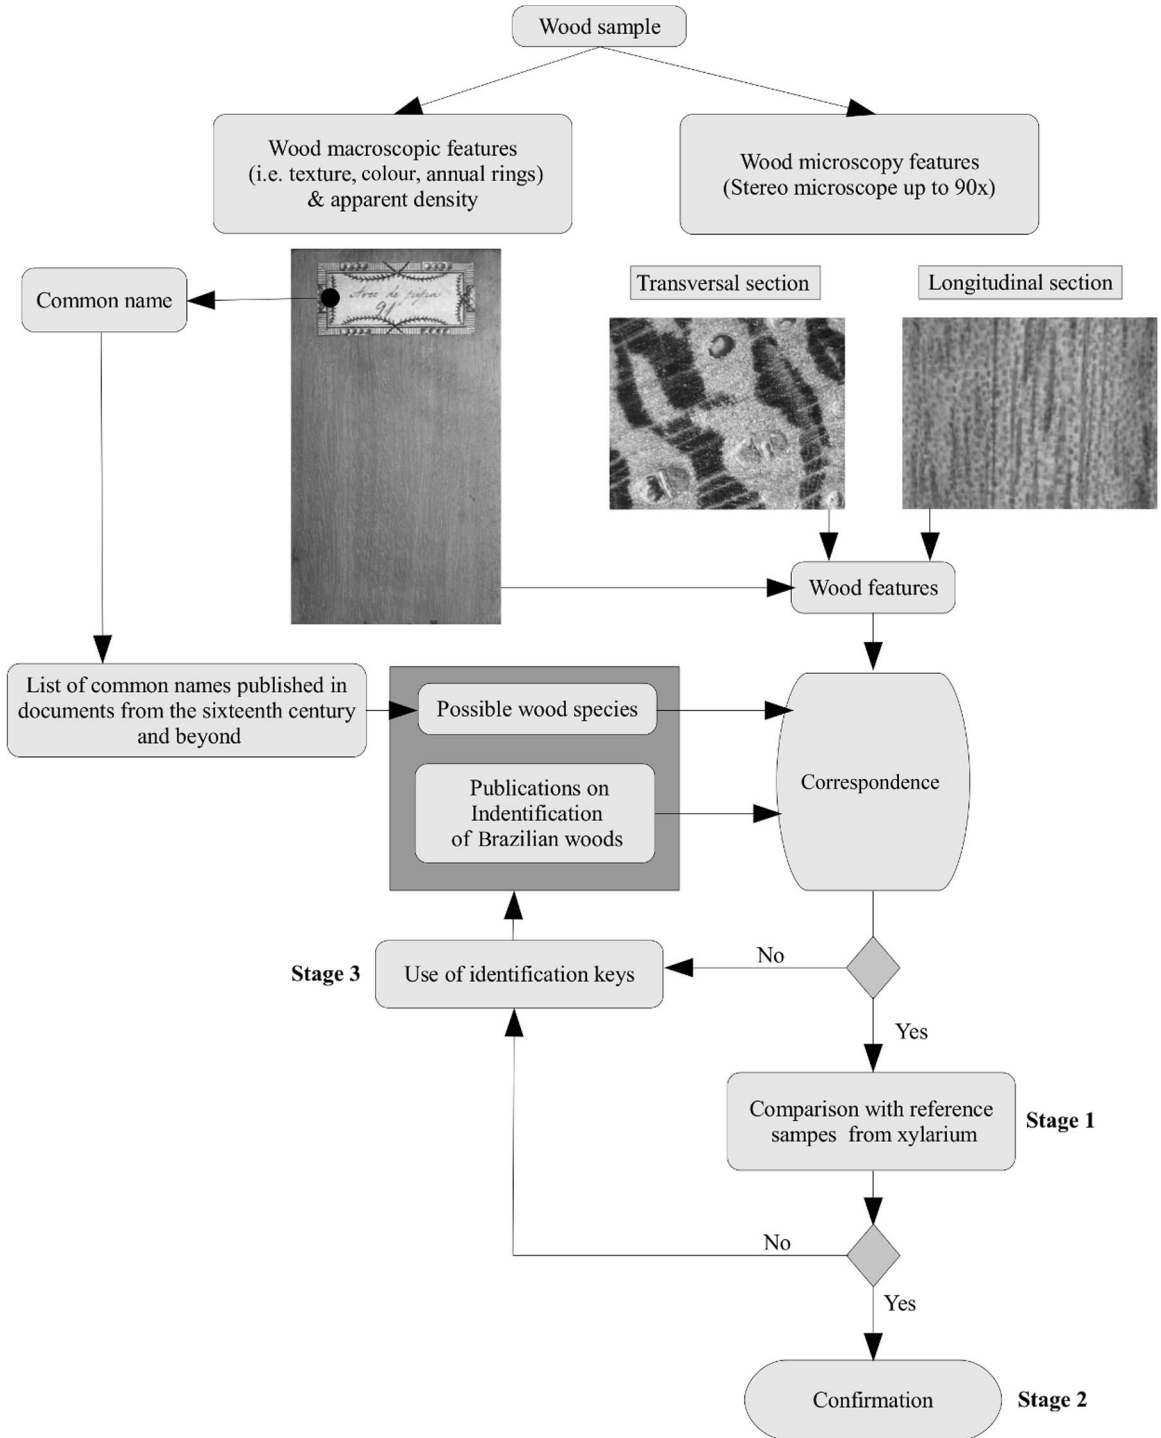 Wood sample
Wood macroscopic features
(i.e. texture, colour, annual rings)
& apparent density
Wood microscopy features
(Stereo microscope up to 90x)
Common name
Transversal section
Longitudinal section
Wood features
List of common names published in
documents from the sixteenth century
and beyond
Possible wood species
Publications on
Indentification
of Brazilian woods
Correspondence
No
Stage 3
Use of identification keys
Yes
Comparison with reference
sampes from xylarium
Stage 1
No
Yes
Confirmation
Stage 2